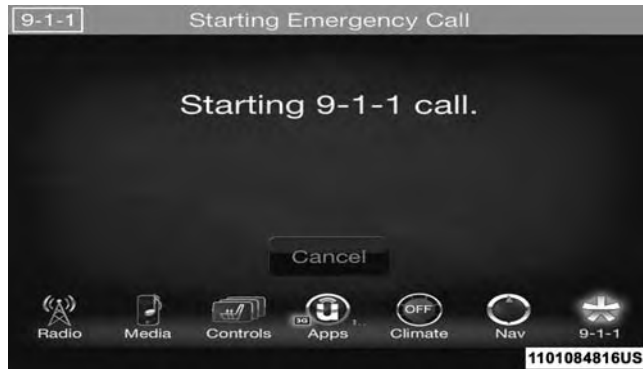 9-1-1 Starting Emergency Call
Starting 9-1-1 call.
Cancel
3G 1..
OFF
Radio Media Controls Apps Climate Nav 9-1-1
1101084816US